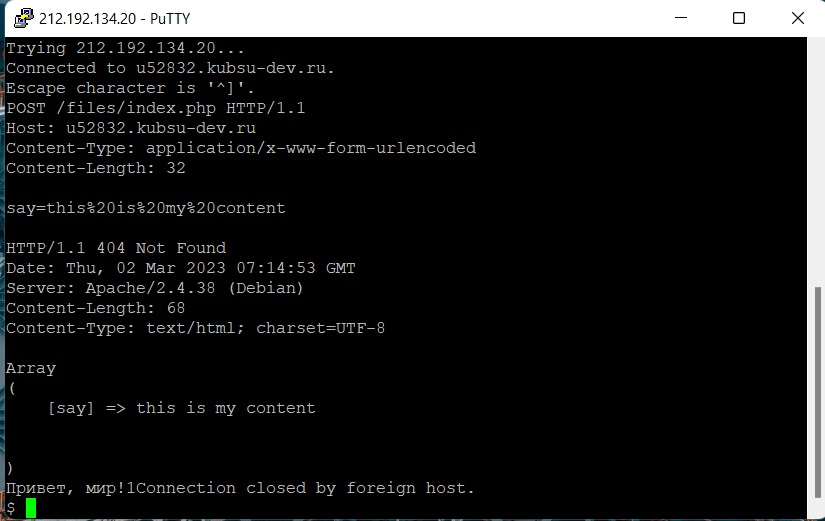 212.192.134.20 - PuTTY
Trying 212.192.134.20...
Connected to u52832.kubsu-dev.ru.
Escape character is '^]'.
POST /files/index.php HTTP/1.1
Host: u52832.kubsu-dev.ru
Content-Type: application/x-www-form-urlencoded
Content-Length: 32

say=this%20is%20my%20content

HTTP/1.1 404 Not Found
Date: Thu, 02 Mar 2023 07:14:53 GMT
Server: Apache/2.4.38 (Debian)
Content-Length: 68
Content-Type: text/html; charset=UTF-8

Array
(
    [say] => this is my content


)
Привет, мир!1Connection closed by foreign host.
$